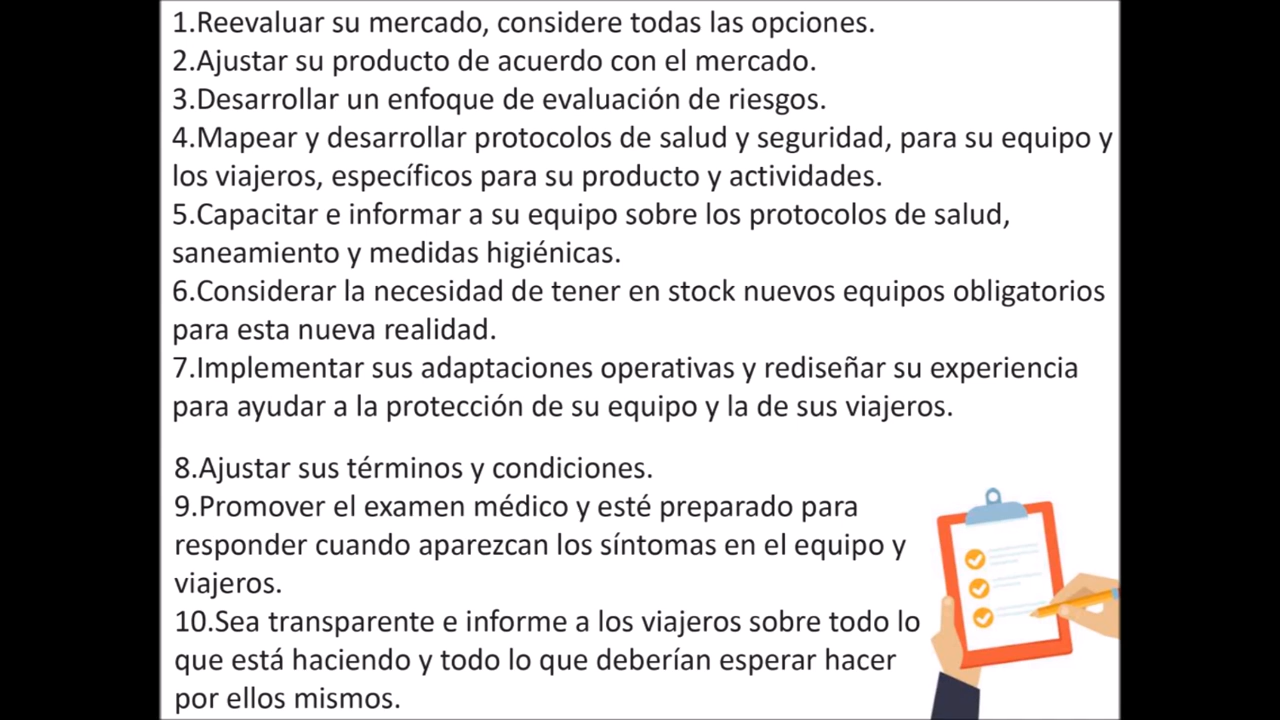 1.Reevaluar su mercado, considere todas las opciones.
2.Ajustar su producto de acuerdo con el mercado.
3.Desarrollar un enfoque de evaluación de riesgos.
4.Mapear y desarrollar protocolos de salud y seguridad, para su equipo y
los viajeros, específicos para su producto y actividades.
5.Capacitar e informar a su equipo sobre los protocolos de salud,
saneamiento y medidas higiénicas.
6.Considerar la necesidad de tener en stock nuevos equipos obligatorios
para esta nueva realidad.
7.Implementar sus adaptaciones operativas y rediseñar su experiencia
para ayudar a la protección de su equipo y la de sus viajeros.
8.Ajustar sus términos y condiciones.
9.Promover el examen médico y esté preparado para
responder cuando aparezcan los síntomas en el equipo y
viajeros.
10.Sea transparente e informe a los viajeros sobre todo lo
que está haciendo y todo lo que deberían esperar hacer
por ellos mismos.